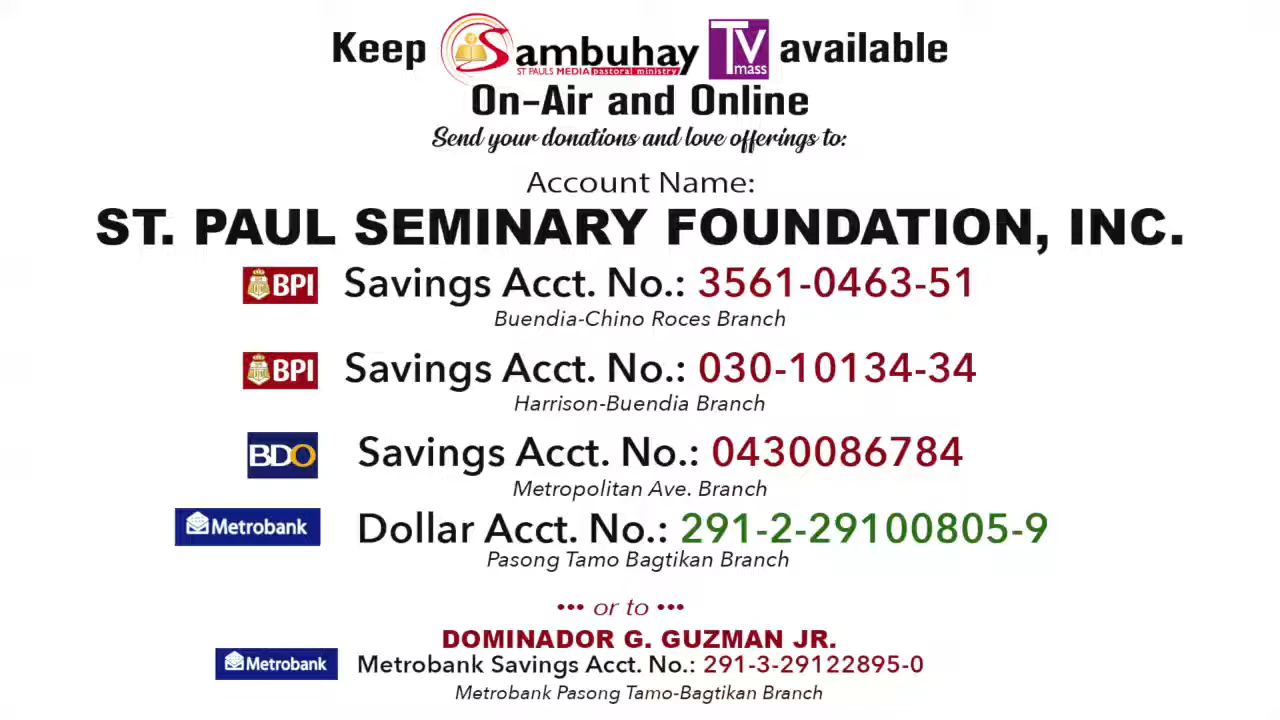 Keep Sambuhay TV mass available
ST PAULS MEDIA pastoral ministry
On-Air and Online
Send your donations and love offerings to:
Account Name:
ST. PAUL SEMINARY FOUNDATION, INC.
BPI Savings Acct. No.: 3561-0463-51
Buendia-Chino Roces Branch
BPI Savings Acct. No.: 030-10134-34
Harrison-Buendia Branch
BDO Savings Acct. No.: 0430086784
Metropolitan Ave. Branch
Metrobank Dollar Acct. No.: 291-2-29100805-9
Pasong Tamo Bagtikan Branch
••• or to •••
DOMINADOR G. GUZMAN JR.
Metrobank Metrobank Savings Acct. No.: 291-3-29122895-0
Metrobank Pasong Tamo-Bagtikan Branch